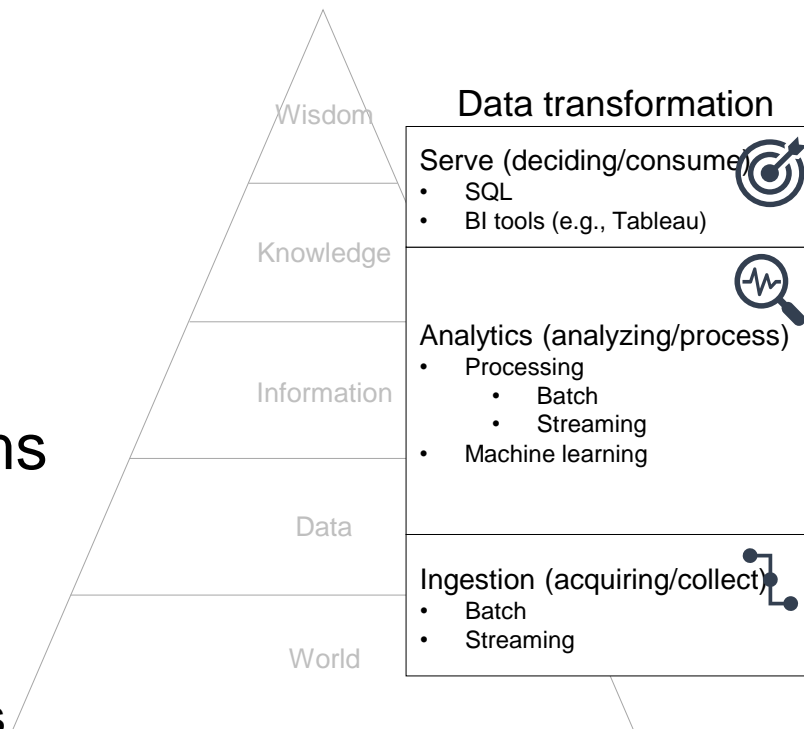 Wisdom
Knowledge
Information
Data
World
ns
s
Data transformation
Serve (deciding/consume)
• SQL
• BI tools (e.g., Tableau)
Analytics (analyzing/process)
• Processing
• Batch
• Streaming
• Machine learning
Ingestion (acquiring/collect)
• Batch
• Streaming